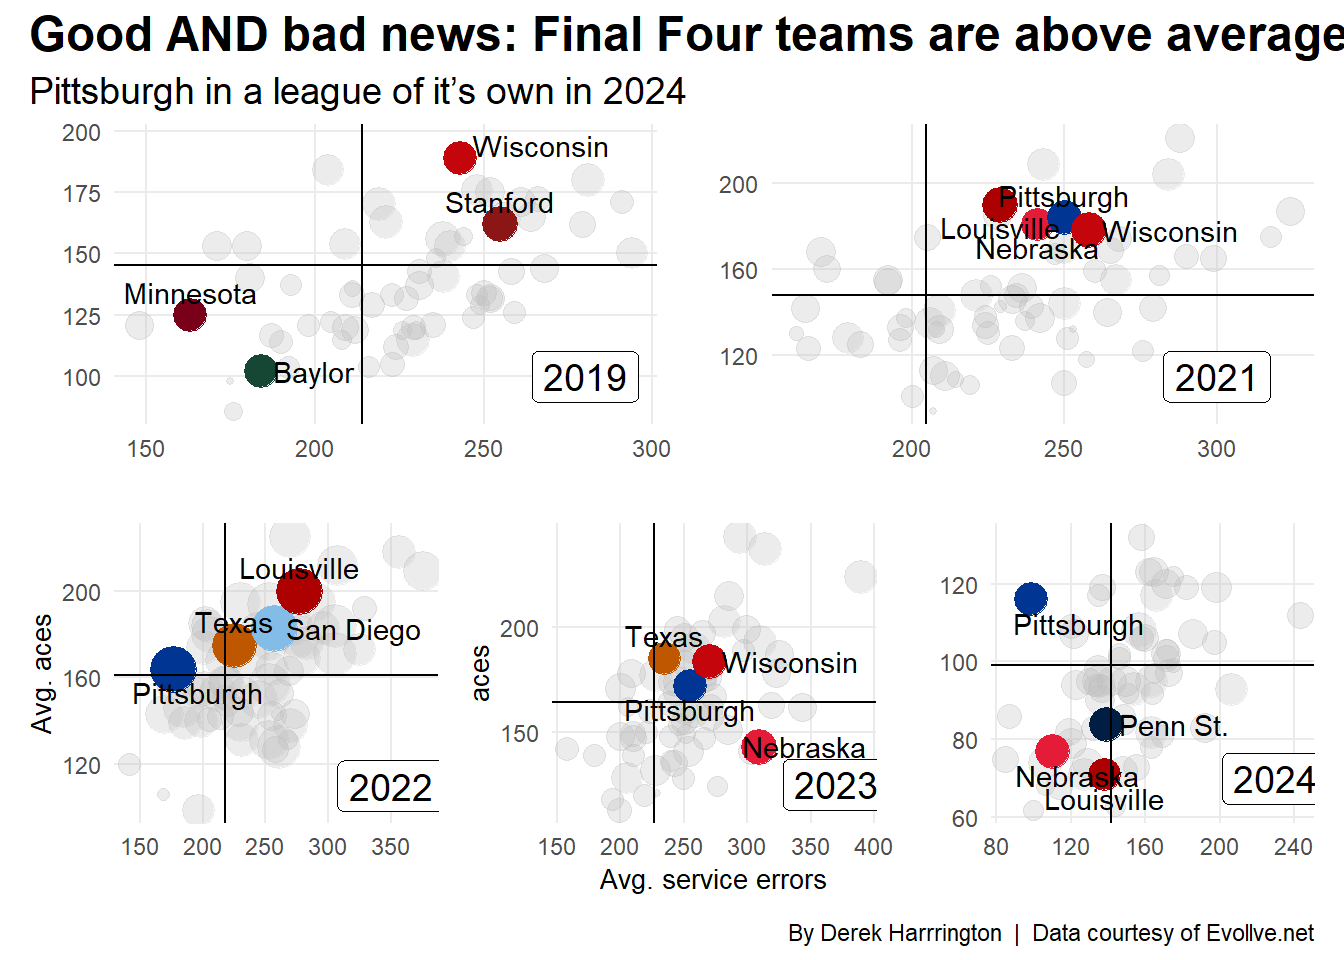 Good AND bad news: Final Four teams are above average
Pittsburgh in a league of it’s own in 2024
200
175
150
125
100
Wisconsin
Stanford
Minnesota
Baylor
2019
150
200
250
300
200
160
120
Pittsburgh
Louisville
Wisconsin
Nebraska
2021
200
250
300
Avg. aces
200
160
120
Louisville
Texas
San Diego
Pittsburgh
2022
150
200
250
300
350
aces
200
150
Texas
Wisconsin
Pittsburgh
Nebraska
2023
150
200
250
300
350
400
Avg. service errors
120
100
80
60
Pittsburgh
Penn St.
Nebraska
Louisville
2024
80
120
160
200
240
By Derek Harrrington | Data courtesy of Evollve.net